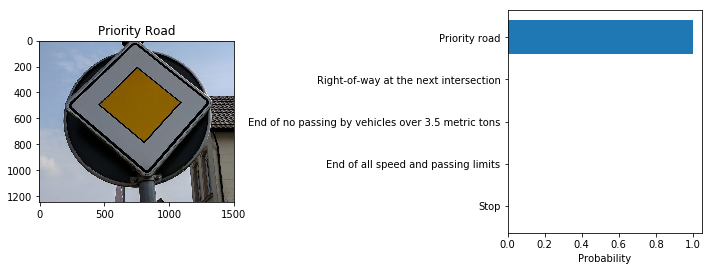 Priority Road
0
200
400
600
800
1000
1200
0 500 1000 1500
Priority road
Right-of-way at the next intersection
End of no passing by vehicles over 3.5 metric tons
End of all speed and passing limits
Stop
0.0 0.2 0.4 0.6 0.8 1.0
Probability